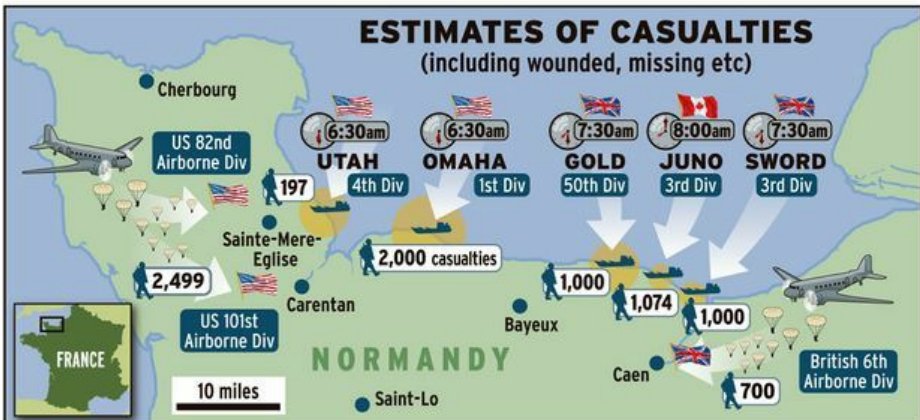 ESTIMATES OF CASUALTIES
(including wounded, missing etc)
Cherbourg
US 82nd
Airborne Div
6:30am
UTAH
4th Div
197
6:30am
OMAHA
1st Div
7:30am
GOLD
50th Div
8:00am
JUNO
3rd Div
7:30am
SWORD
3rd Div
Sainte-Mere-
Eglise
2,000 casualties
2,499
Carentan
US 101st
Airborne Div
1,000
1,074
1,000
Bayeux
Caen
British 6th
Airborne Div
700
NORMANDY
FRANCE
10 miles
Saint-Lo